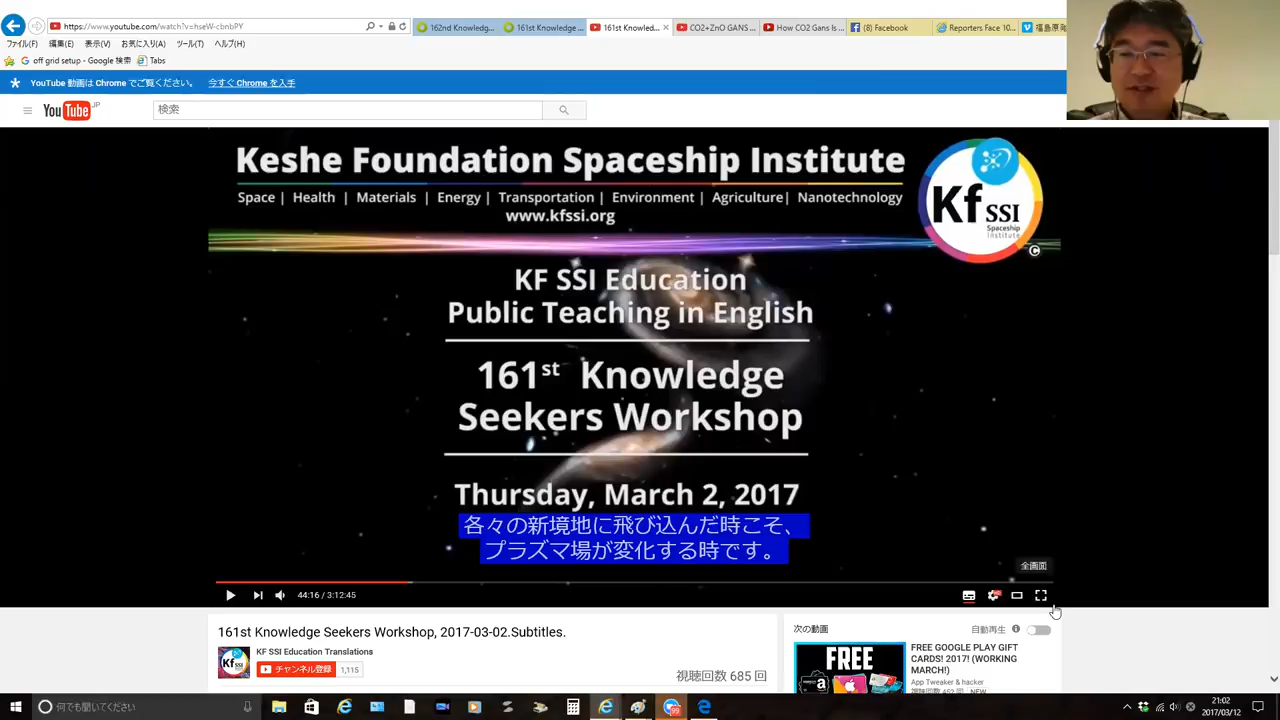 https://www.youtube.com/watch?v=hseW-cbnbPY
162nd Knowledg...
161st Knowledge ...
161st Knowled...
CO2+ZnO GANS ...
How CO2 Gans Is ...
(8) Facebook
Reporters Face 10...
福島原発
ファイル(F) 編集(E) 表示(V) お気に入り(A) ツール(T) ヘルプ(H)
off grid setup - Google 検索 Tabs
YouTube 動画は Chrome でご覧ください。 今すぐ Chrome を入手
YouTube JP
検索
Keshe Foundation Spaceship Institute
Space | Health | Materials | Energy | Transportation | Environment | Agriculture | Nanotechnology
www.kfssi.org
Kf SSI
Spaceship
Institute
©
KF SSI Education
Public Teaching in English
161st Knowledge
Seekers Workshop
Thursday, March 2, 2017
各々の新境地に飛び込んだ時こそ、
プラズマ場が変化する時です。
全画面
44:16 / 3:12:45
161st Knowledge Seekers Workshop, 2017-03-02.Subtitles.
KF SSI Education Translations
チャンネル登録 1,115
視聴回数 685 回
次の動画
自動再生
FREE
FREE GOOGLE PLAY GIFT
CARDS! 2017! (WORKING
MARCH!)
App Tweaker & hacker
何でも聞いてください
99
21:02
2017/03/12